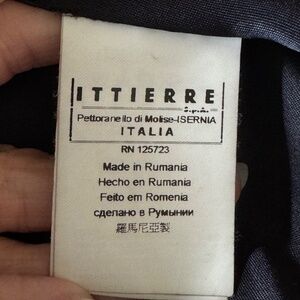 ITTIERRE
S.p.A.
Pettoranello di Molise-ISERNIA
ITALIA
RN 125723
Made in Rumania
Hecho en Rumania
Feito em Romenia
сделано в Румынии
羅馬尼亞製